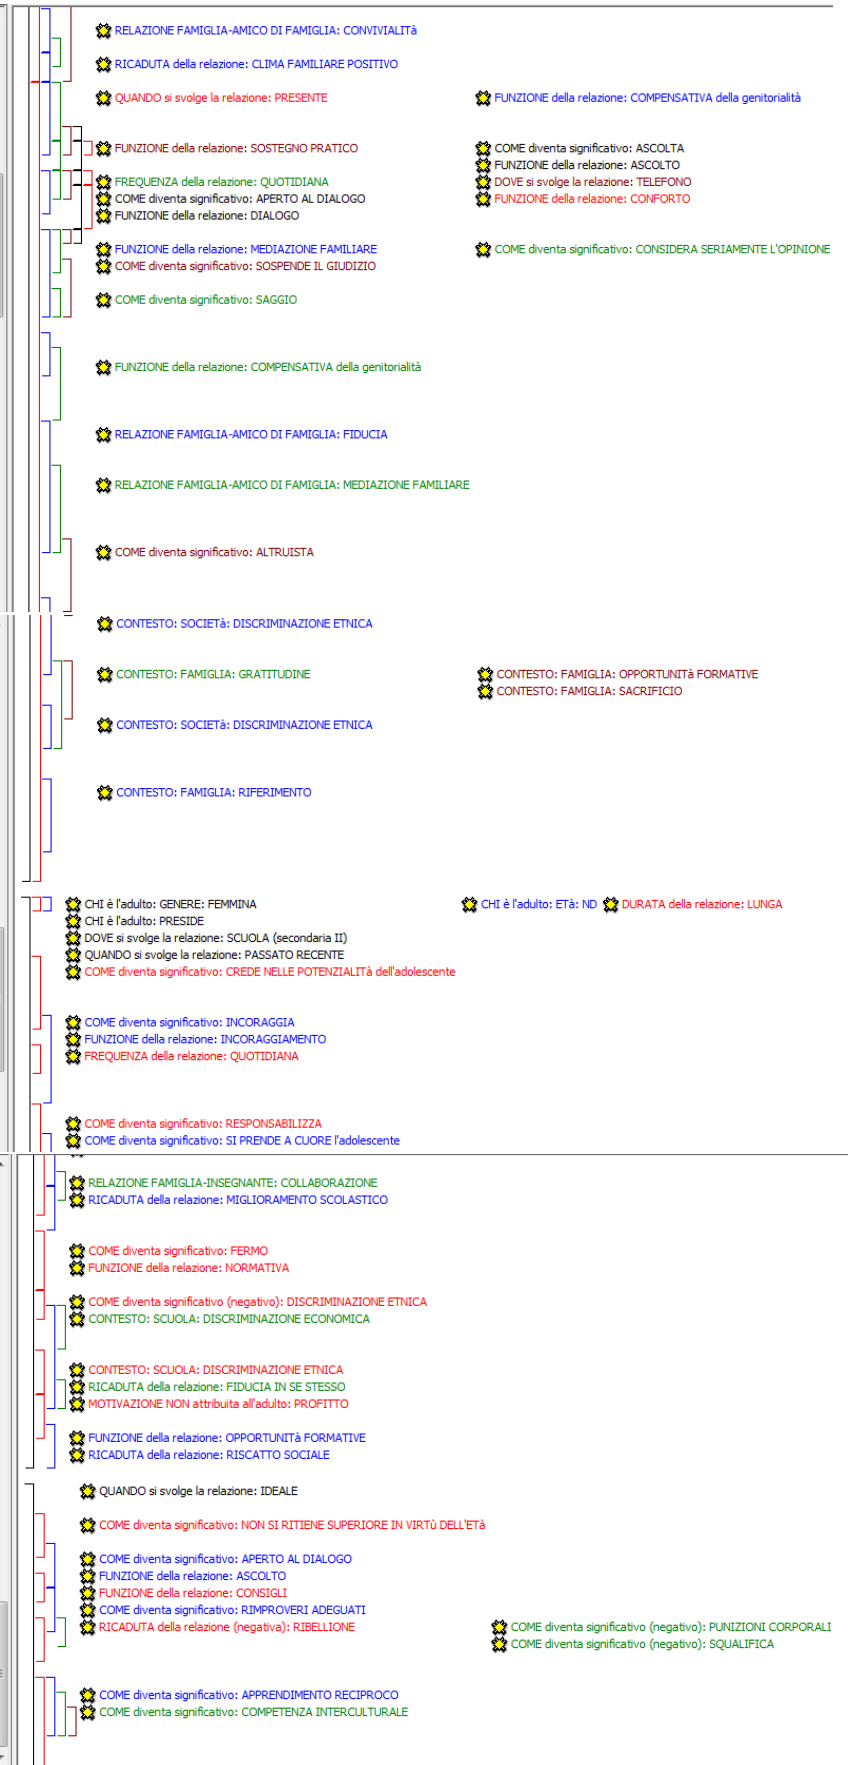 RELAZIONE FAMIGLIA-AMICO DI FAMIGLIA: CONVIVIALITà
RICADUTA della relazione: CLIMA FAMILIARE POSITIVO
QUANDO si svolge la relazione: PRESENTE FUNZIONE della relazione: COMPENSATIVA della genitorialità
FUNZIONE della relazione: SOSTEGNO PRATICO COME diventa significativo: ASCOLTA
FUNZIONE della relazione: ASCOLTO
FREQUENZA della relazione: QUOTIDIANA DOVE si svolge la relazione: TELEFONO
COME diventa significativo: APERTO AL DIALOGO FUNZIONE della relazione: CONFORTO
FUNZIONE della relazione: DIALOGO
FUNZIONE della relazione: MEDIAZIONE FAMILIARE COME diventa significativo: CONSIDERA SERIAMENTE L'OPINIONE
COME diventa significativo: SOSPENDE IL GIUDIZIO
COME diventa significativo: SAGGIO
FUNZIONE della relazione: COMPENSATIVA della genitorialità
RELAZIONE FAMIGLIA-AMICO DI FAMIGLIA: FIDUCIA
RELAZIONE FAMIGLIA-AMICO DI FAMIGLIA: MEDIAZIONE FAMILIARE
COME diventa significativo: ALTRUISTA
CONTESTO: SOCIETà: DISCRIMINAZIONE ETNICA
CONTESTO: FAMIGLIA: GRATITUDINE CONTESTO: FAMIGLIA: OPPORTUNITà FORMATIVE
CONTESTO: FAMIGLIA: SACRIFICIO
CONTESTO: SOCIETà: DISCRIMINAZIONE ETNICA
CONTESTO: FAMIGLIA: RIFERIMENTO
CHI è l'adulto: GENERE: FEMMINA CHI è l'adulto: ETà: ND DURATA della relazione: LUNGA
CHI è l'adulto: PRESIDE
DOVE si svolge la relazione: SCUOLA (secondaria II)
QUANDO si svolge la relazione: PASSATO RECENTE
COME diventa significativo: CREDE NELLE POTENZIALITà dell'adolescente
COME diventa significativo: INCORAGGIA
FUNZIONE della relazione: INCORAGGIAMENTO
FREQUENZA della relazione: QUOTIDIANA
COME diventa significativo: RESPONSABILIZZA
COME diventa significativo: SI PRENDE A CUORE l'adolescente
RELAZIONE FAMIGLIA-INSEGNANTE: COLLABORAZIONE
RICADUTA della relazione: MIGLIORAMENTO SCOLASTICO
COME diventa significativo: FERMO
FUNZIONE della relazione: NORMATIVA
COME diventa significativo (negativo): DISCRIMINAZIONE ETNICA
CONTESTO: SCUOLA: DISCRIMINAZIONE ECONOMICA
CONTESTO: SCUOLA: DISCRIMINAZIONE ETNICA
RICADUTA della relazione: FIDUCIA IN SE STESSO
MOTIVAZIONE NON attribuita all'adulto: PROFITTO
FUNZIONE della relazione: OPPORTUNITà FORMATIVE
RICADUTA della relazione: RISCATTO SOCIALE
QUANDO si svolge la relazione: IDEALE
COME diventa significativo: NON SI RITIENE SUPERIORE IN VIRTù DELL'ETà
COME diventa significativo: APERTO AL DIALOGO
FUNZIONE della relazione: ASCOLTO
FUNZIONE della relazione: CONSIGLI
COME diventa significativo: RIMPROVERI ADEGUATI
RICADUTA della relazione (negativa): RIBELLIONE COME diventa significativo (negativo): PUNIZIONI CORPORALI
COME diventa significativo (negativo): SQUALIFICA
COME diventa significativo: APPRENDIMENTO RECIPROCO
COME diventa significativo: COMPETENZA INTERCULTURALE